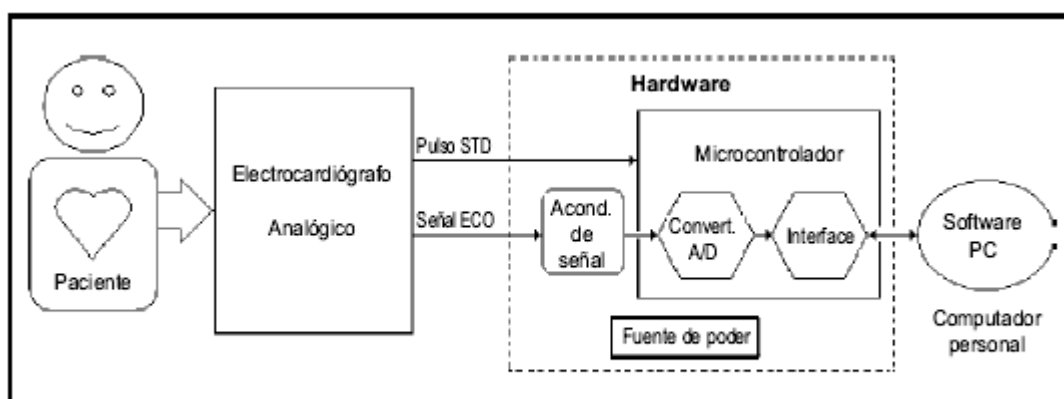 Paciente
Electrocardiógrafo
Analógico
Pulso STD
Señal ECO
Hardware
Acond.
de
señal
Microcontrolador
Convert.
A/D
Interface
Fuente de poder
Software
PC
Computador
personal